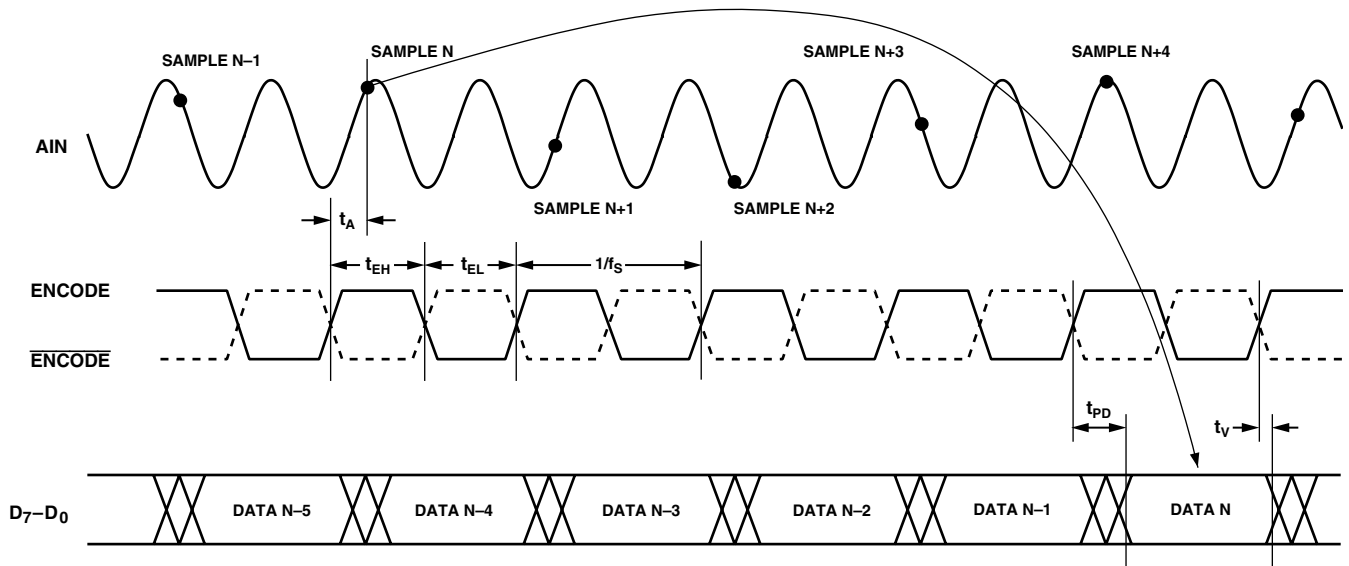 SAMPLE N–1
SAMPLE N
SAMPLE N+3
SAMPLE N+4
AIN
SAMPLE N+1
SAMPLE N+2
tA
tEH
tEL
1/fS
ENCODE
ENCODE
tPD
tV
D7–D0
DATA N–5
DATA N–4
DATA N–3
DATA N–2
DATA N–1
DATA N